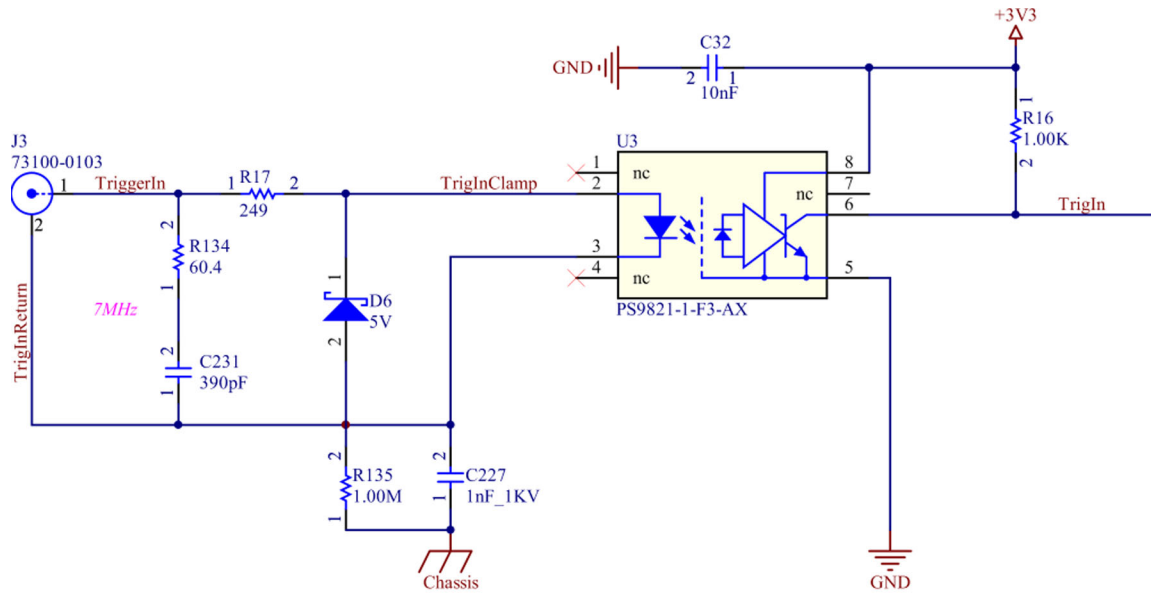 +3V3
C32
GND
2
1
10nF
1
R16
1.00K
2
J3
73100-0103
U3
1
nc
8
TriggerIn
1
R17
2
TrigInClamp
2
nc
7
1
249
6
TrigIn
2
2
R134
60.4
1
3
4
nc
5
1
D6
5V
2
PS9821-1-F3-AX
7MHz
TrigInReturn
2
C231
390pF
1
2
R135
1.00M
1
2
C227
1nF_1KV
1
Chassis
GND